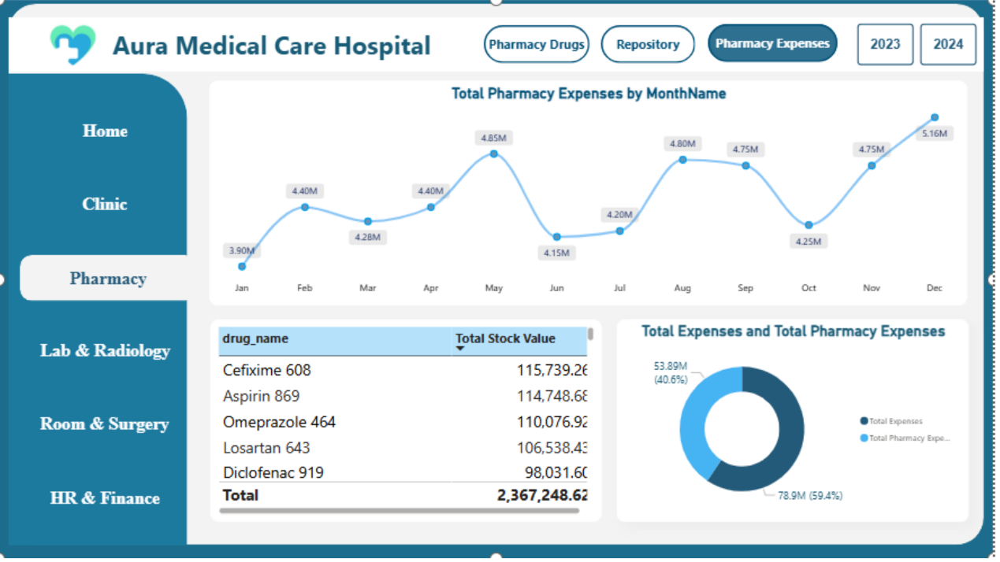 Aura Medical Care Hospital
Pharmacy Drugs
Repository
Pharmacy Expenses
2023
2024
Home
Clinic
Pharmacy
Lab & Radiology
Room & Surgery
HR & Finance
Total Pharmacy Expenses by MonthName
3.90M
4.40M
4.28M
4.40M
4.85M
4.15M
4.20M
4.80M
4.75M
4.25M
4.75M
5.16M
Jan Feb Mar Apr May Jun Jul Aug Sep Oct Nov Dec
drug_name Total Stock Value
Cefixime 608 115,739.26
Aspirin 869 114,748.68
Omeprazole 464 110,076.92
Losartan 643 106,538.43
Diclofenac 919 98,031.60
Total 2,367,248.62
Total Expenses and Total Pharmacy Expenses
53.89M
(40.6%)
78.9M (59.4%)
Total Expenses
Total Pharmacy Expe...